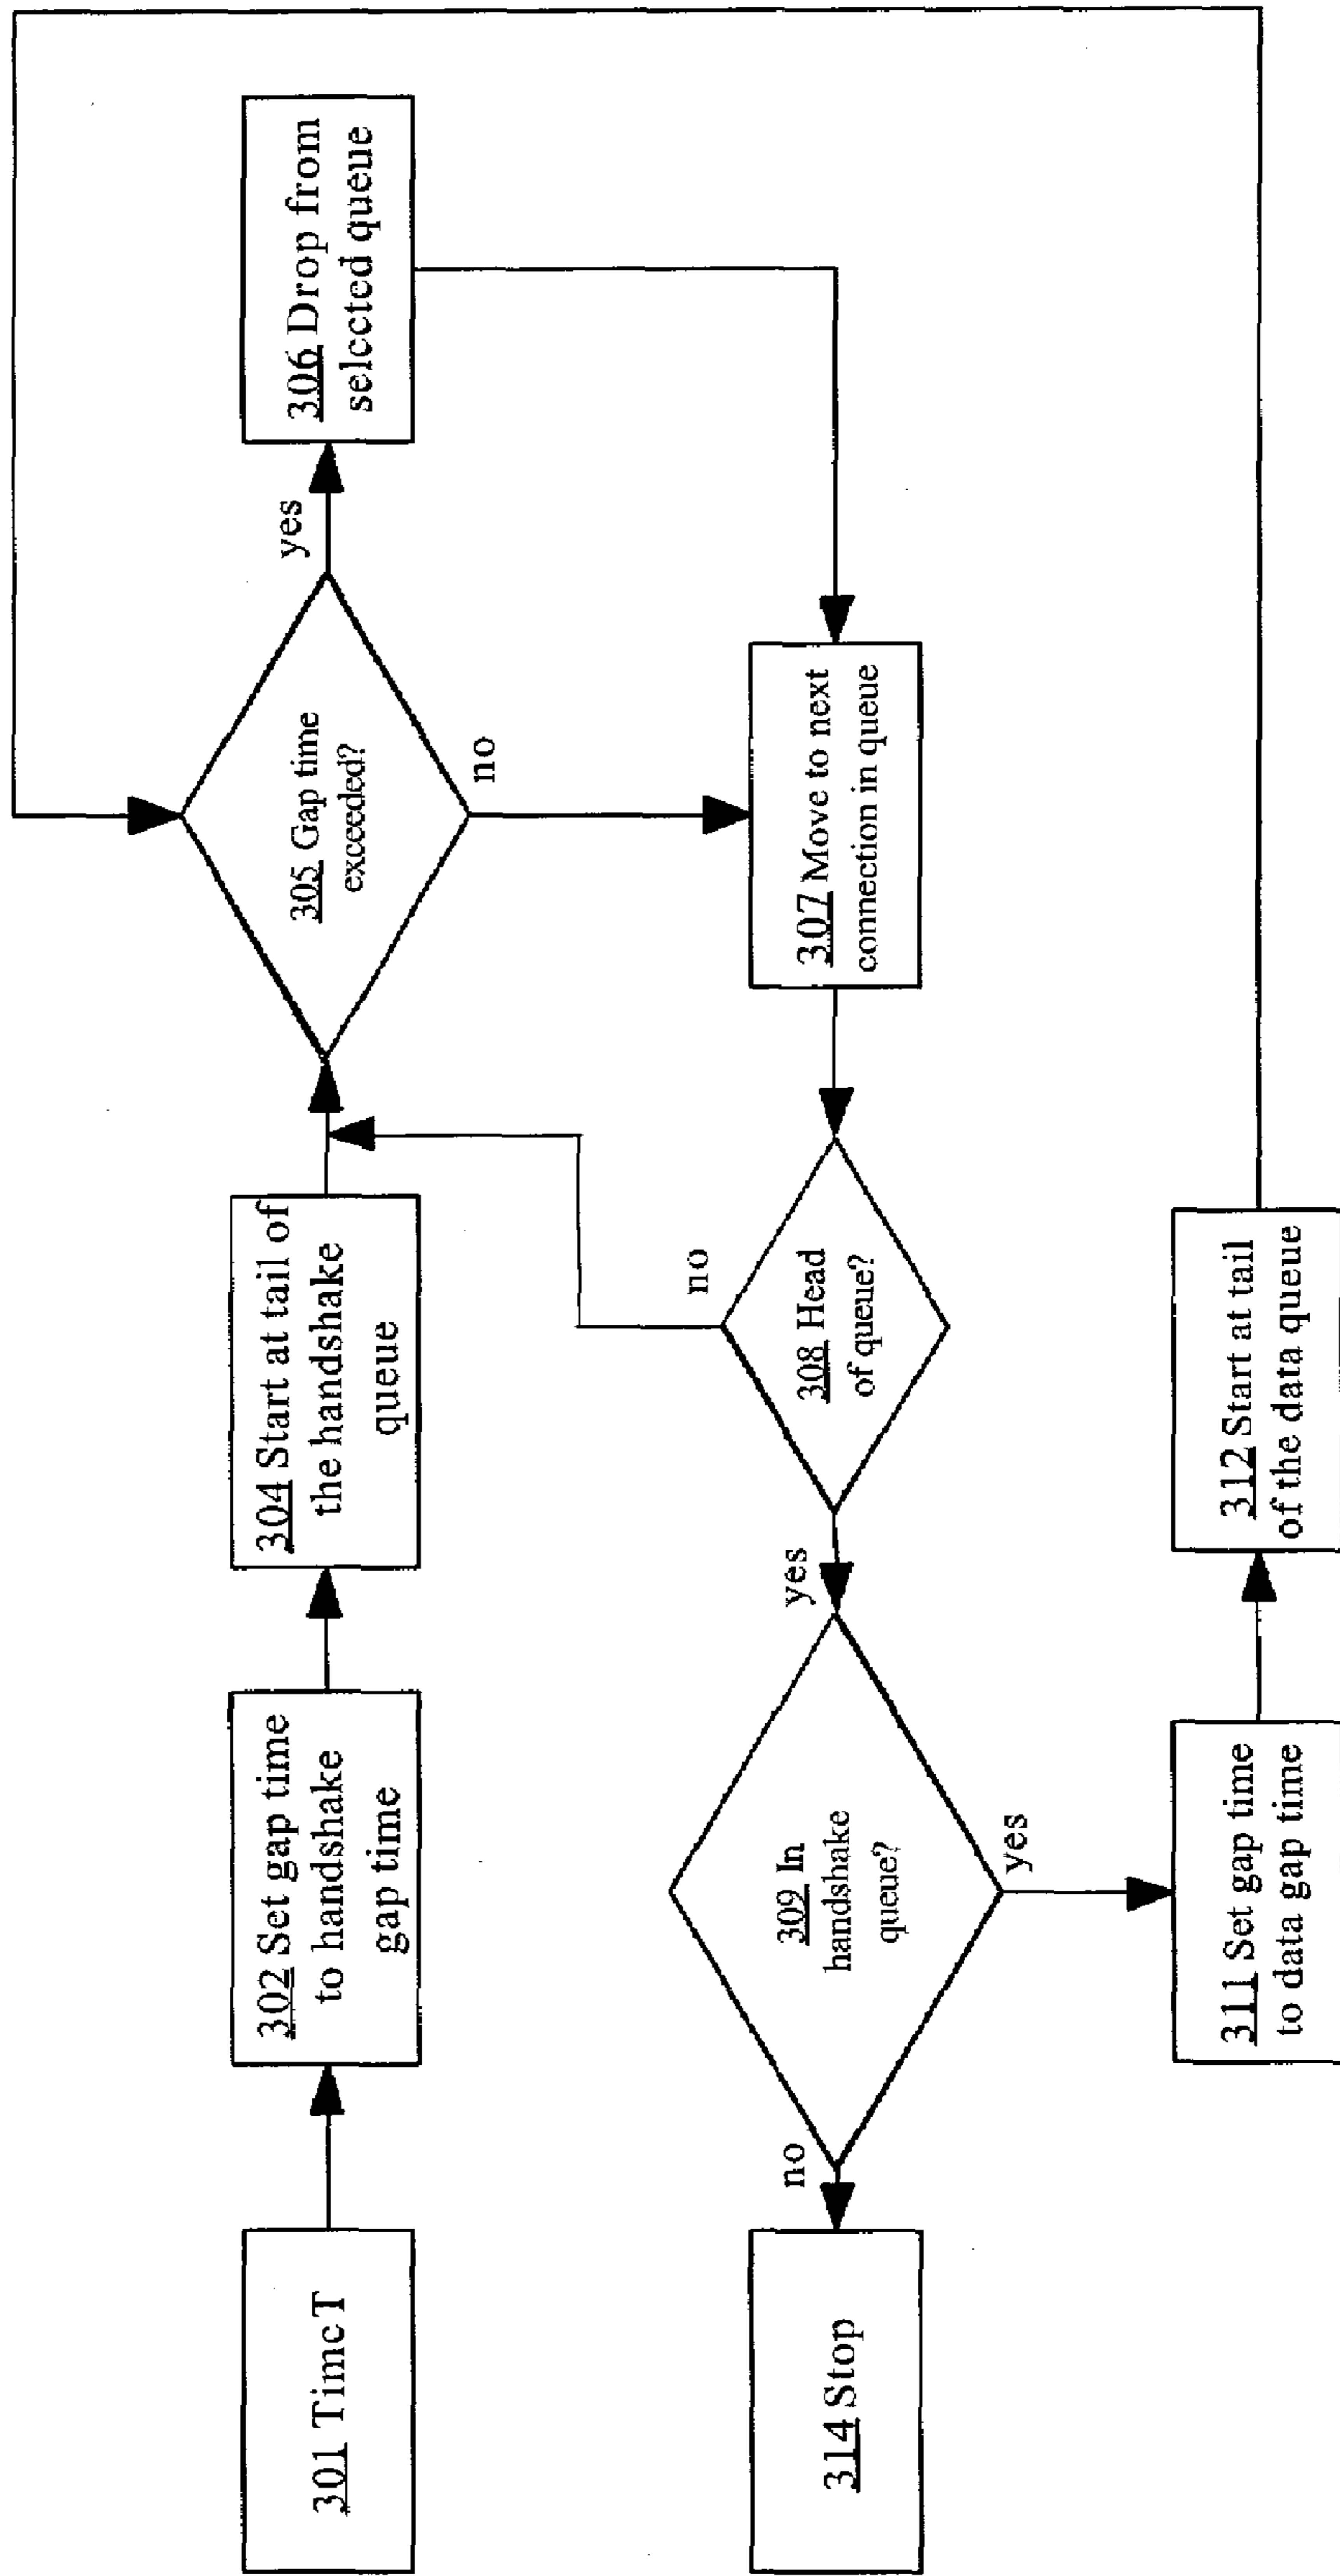 301 Time T
302 Set gap time
to handshake
gap time
304 Start at tail of
the handshake
queue
305 Gap time
exceeded?
yes
no
306 Drop from
selected queue
307 Move to next
connection in queue
308 Head
of queue?
no
yes
309 In
handshake
queue?
no
yes
314 Stop
311 Set gap time
to data gap time
312 Start at tail
of the data queue